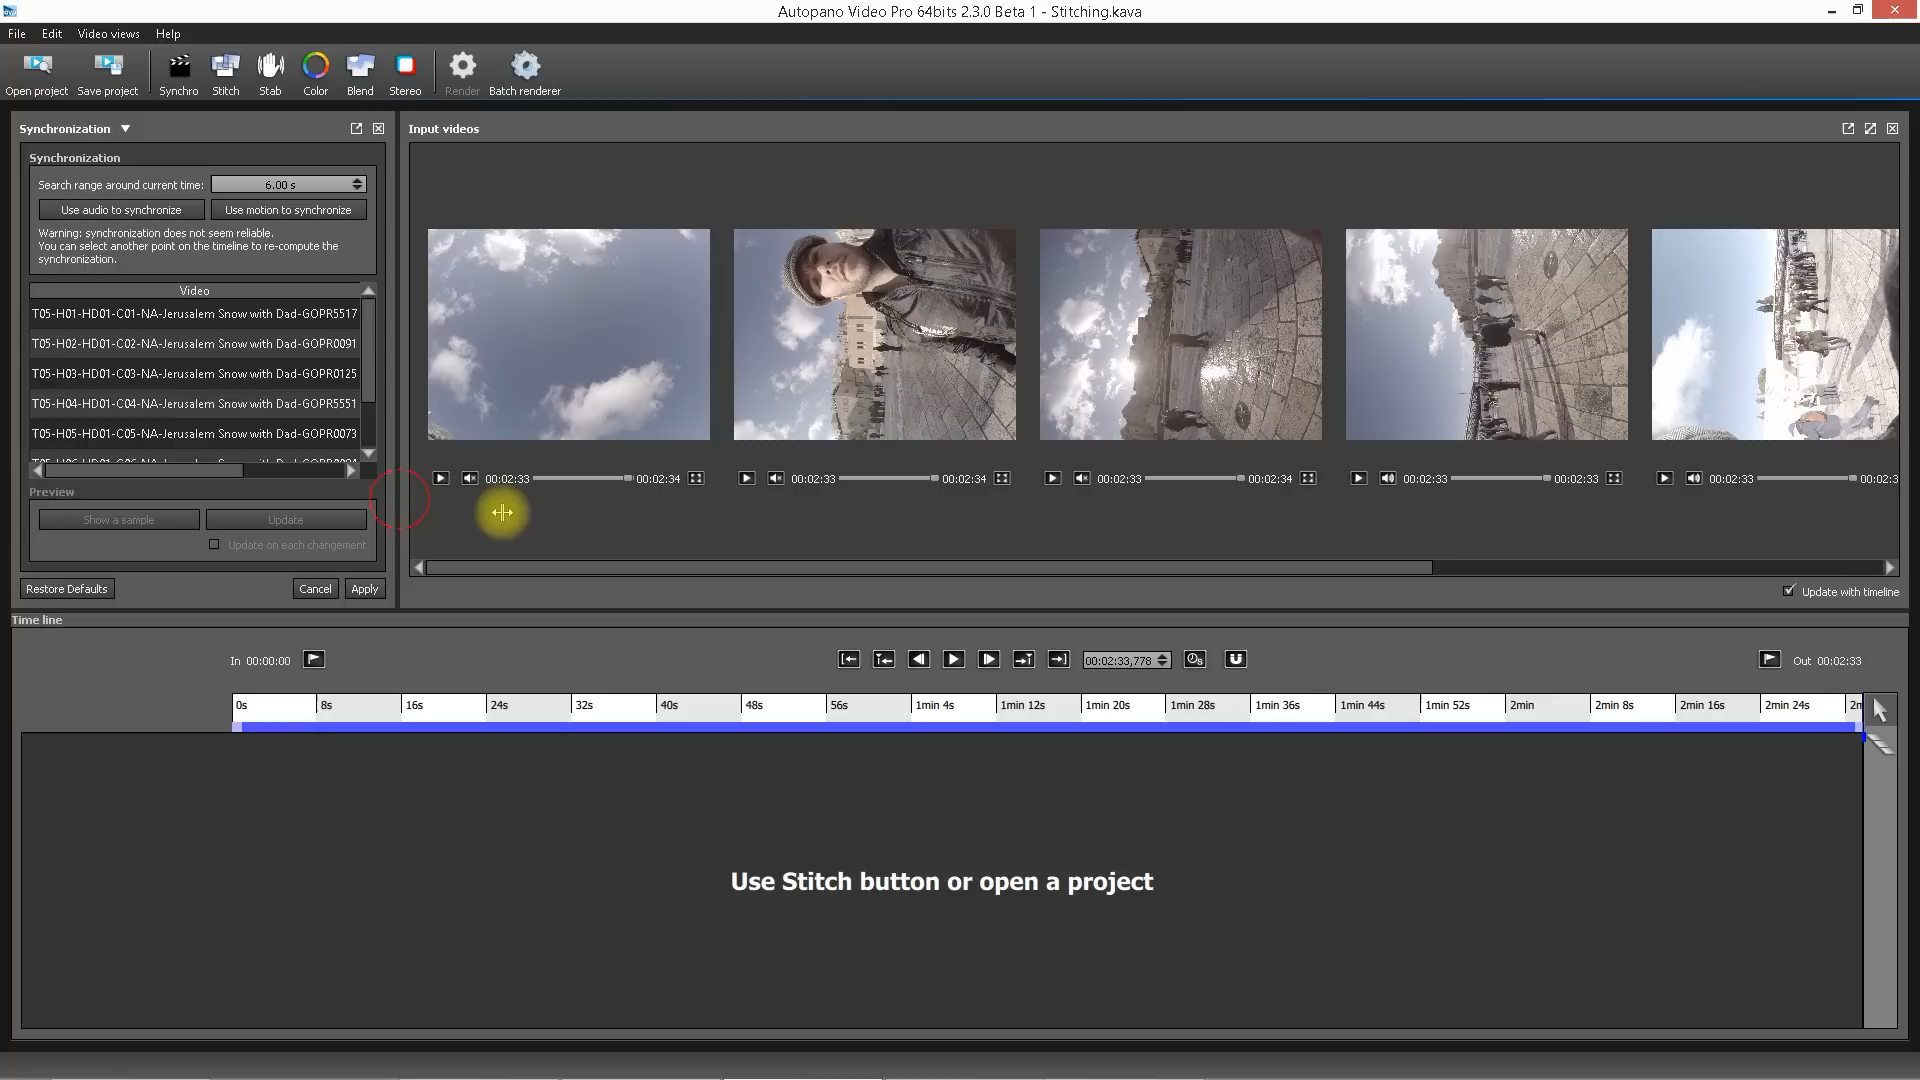 Autopano Video Pro 64bits 2.3.0 Beta 1 - Stitching.kava
File Edit Video views Help
Open project Save project Synchro Stitch Stab Color Blend Stereo Render Batch renderer
Synchronization
Input videos
Synchronization
Search range around current time: 6.00 s
Use audio to synchronize Use motion to synchronize
Warning: synchronization does not seem reliable.
You can select another point on the timeline to re-compute the
synchronization.
Video
T05-H01-HD01-C01-NA-Jerusalem Snow with Dad-GOPR5517
T05-H02-HD01-C02-NA-Jerusalem Snow with Dad-GOPR0091
T05-H03-HD01-C03-NA-Jerusalem Snow with Dad-GOPR0125
T05-H04-HD01-C04-NA-Jerusalem Snow with Dad-GOPR5551
T05-H05-HD01-C05-NA-Jerusalem Snow with Dad-GOPR0073
00:02:33 00:02:34 00:02:33 00:02:34 00:02:33 00:02:34 00:02:33 00:02:33 00:02:33 00:02:3
Preview
Show a sample Update
Update on each changement
Restore Defaults Cancel Apply
Update with timeline
Time line
In 00:00:00 00:02:33,778 Out 00:02:33
0s 8s 16s 24s 32s 40s 48s 56s 1min 4s 1min 12s 1min 20s 1min 28s 1min 36s 1min 44s 1min 52s 2min 2min 8s 2min 16s 2min 24s
Use Stitch button or open a project